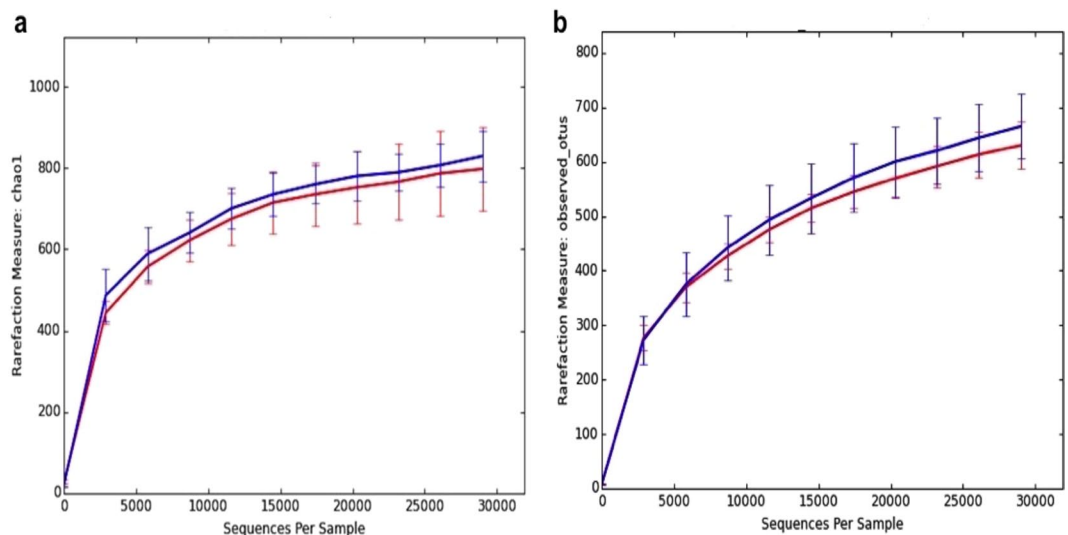 a
Rarefaction Measure: chao1
1000
800
600
400
200
0
0 5000 10000 15000 20000 25000 30000
Sequences Per Sample
b
Rarefaction Measure: observed_otus
800
700
600
500
400
300
200
100
0
0 5000 10000 15000 20000 25000 30000
Sequences Per Sample